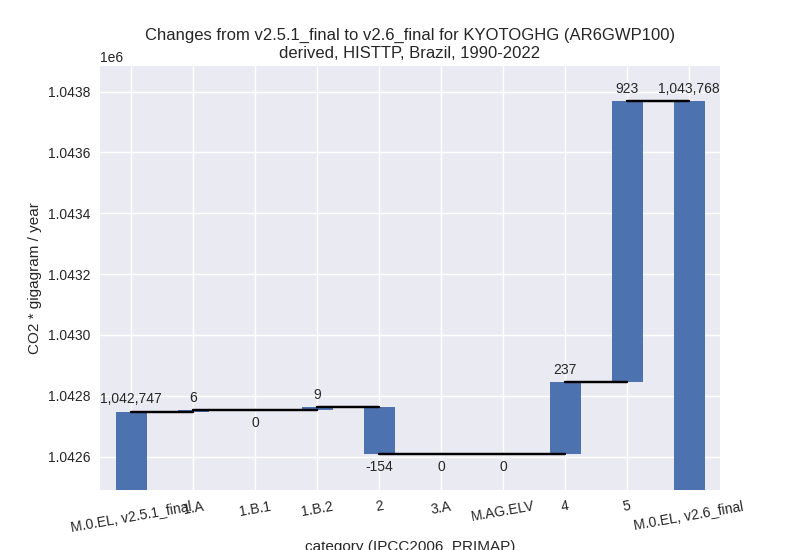 Changes from v2.5.1_final to v2.6_final for KYOTOGHG (AR6GWP100)
derived, HISTTP, Brazil, 1990-2022
1e6
1.0438
1.0436
1.0434
1.0432
1.0430
1.0428
1.0426
CO2 * gigagram / year
1,042,747
6
0
9
-154
0
0
237
923
1,043,768
M.0.EL, v2.5.1_final
1.A
1.B.1
1.B.2
2
3.A
M.AG.ELV
4
5
M.0.EL, v2.6_final
category (IPCC2006_PRIMAP)